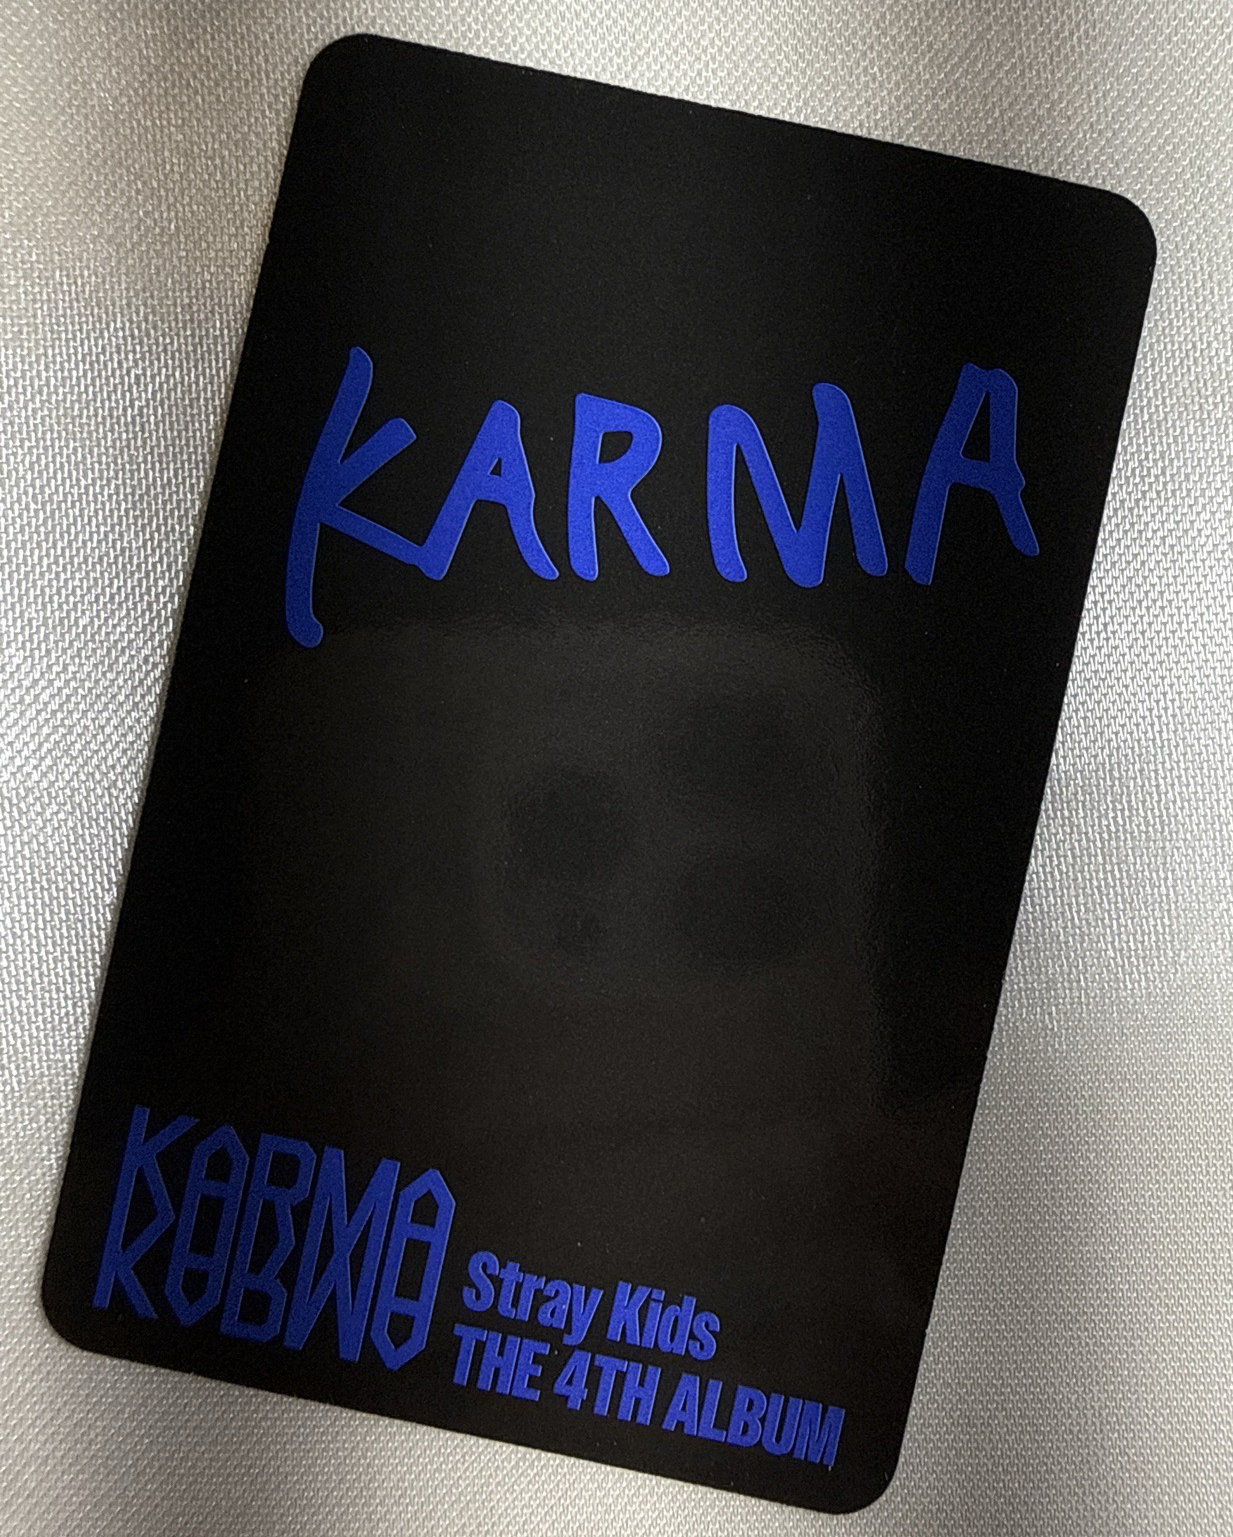 KARMA
KARMA
Stray Kids
THE 4TH ALBUM